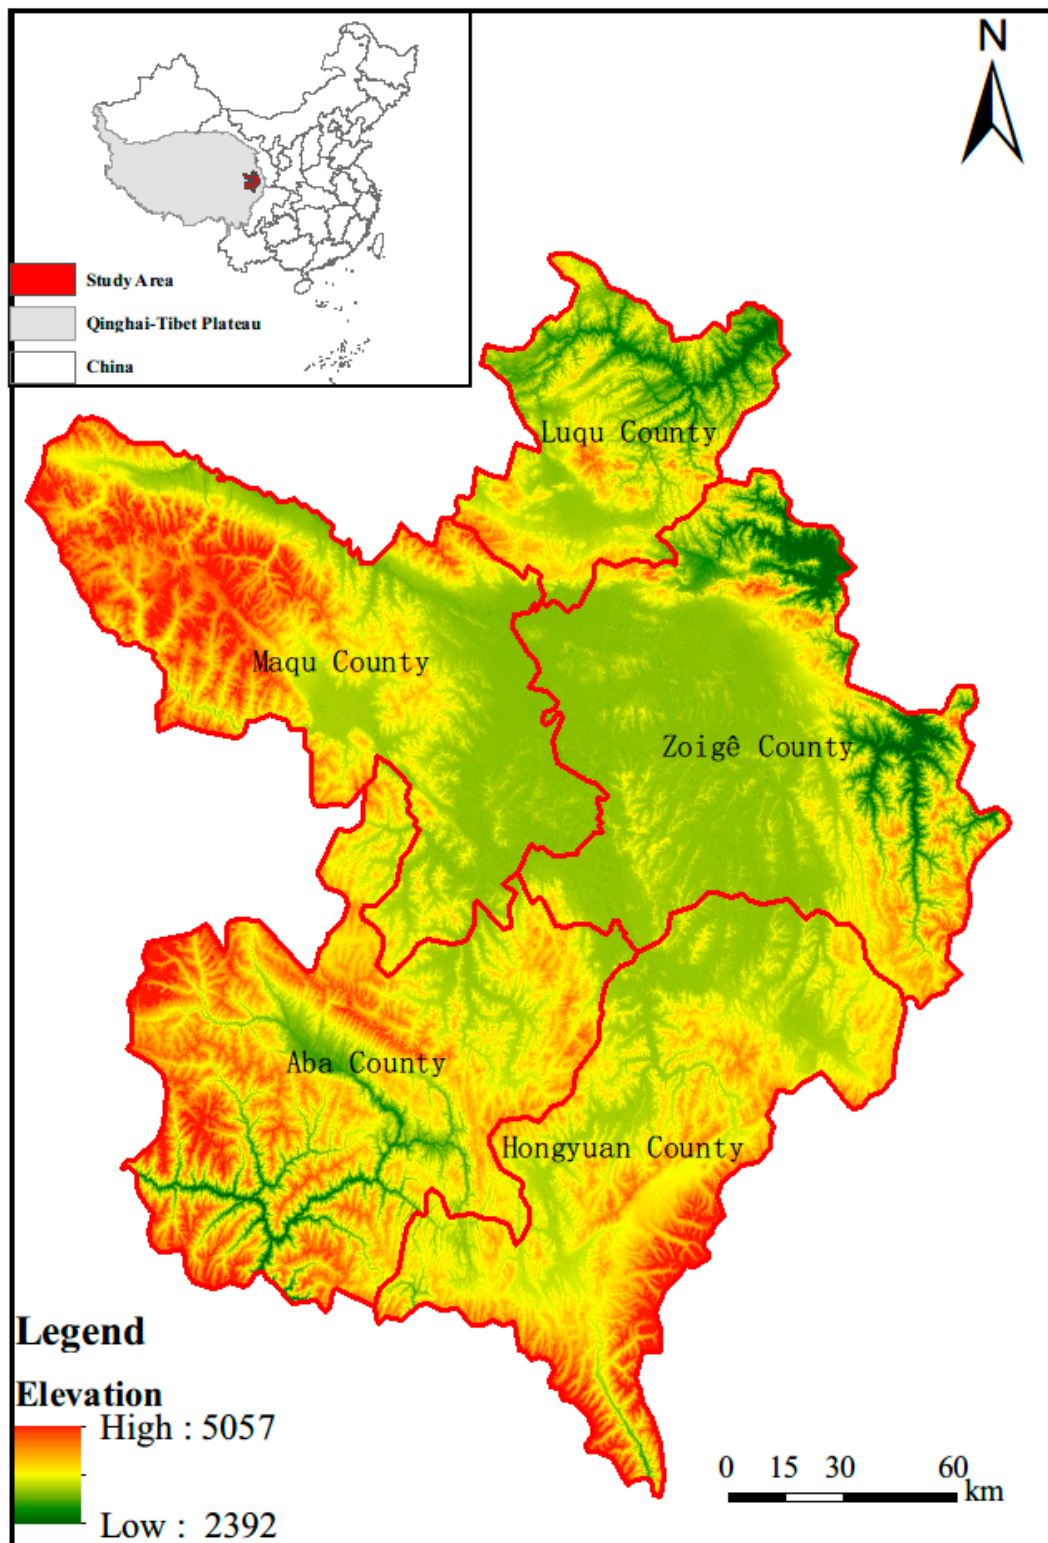 N
Study Area
Qinghai-Tibet Plateau
China
Luqu County
Maqu County
Zoigê County
Aba County
Hongyuan County
Legend
Elevation
High : 5057
Low : 2392
0 15 30 60
km